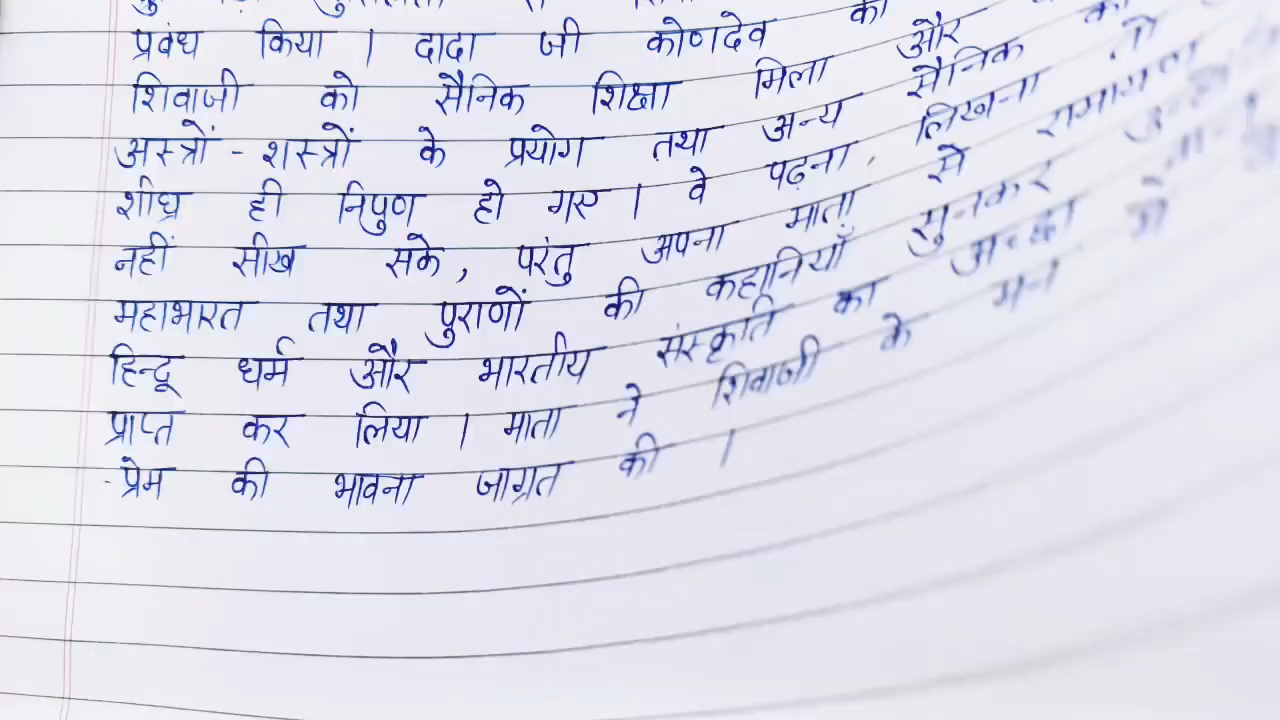 प्रबंध किया । दादा जी कोणदेव
शिवाजी को सैनिक शिक्षा मिला और
अस्त्रों - शस्त्रों के प्रयोग तथा अन्य सैनिक
शीघ्र ही निपुण हो गए । वे पढ़ना, लिखना
नहीं सीख सके, परंतु अपना माता से रामायण
महाभारत तथा पुराणों की कहानियाँ सुनकर
हिन्दू धर्म और भारतीय संस्कृति का अच्छा
प्राप्त कर लिया । माता ने शिवाजी के मन में
प्रेम की भावना जाग्रत की ।